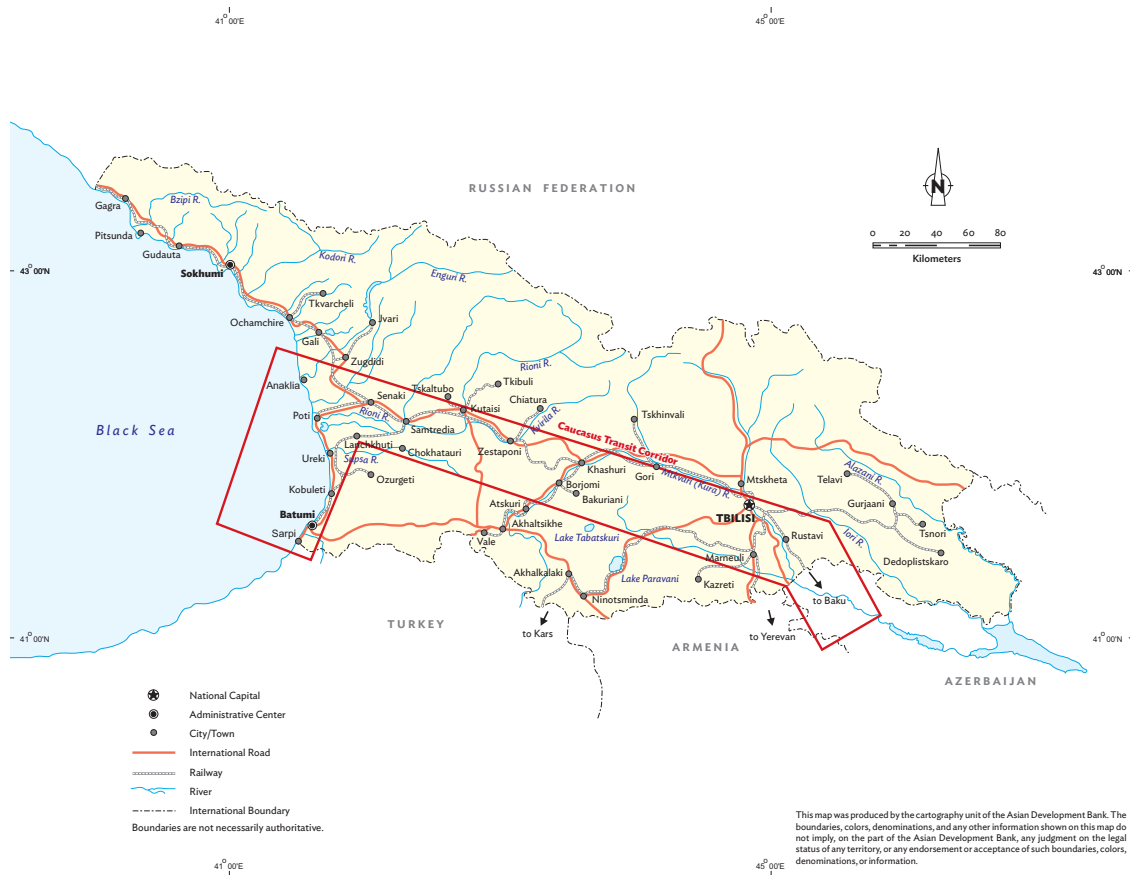 41° 00'E
45° 00'E
RUSSIAN FEDERATION
N
Gagra
Bzipi R.
Pitsunda
Gudauta
0 20 40 60 80
Kilometers
Kodori R.
43° 00'N
Sokhumi
Enguri R.
43° 00'N
Tkvarcheli
Ochamchire
Jvari
Gali
Zugdidi
Rioni R.
Anaklia
Tskaltubo
Tkibuli
Senaki
Chiatura
Poti
Rioni R.
Kutaisi
Kvirila R.
Tskhinvali
Black Sea
Samtredia
Caucasus Transit Corridor
Lanchkhuti
Chokhatauri
Zestaponi
Ureki
Supsa R.
Khashuri
Gori
Mtkvari (Kura) R.
Mtskheta
Alazani R.
Ozurgeti
Telavi
Kobuleti
Borjomi
Bakuriani
Gurjaani
Batumi
Atskuri
TBILISI
Sarpi
Akhaltsikhe
Iori R.
Tsnori
Vale
Lake Tabatskuri
Rustavi
Marneuli
Dedoplistskaro
Akhalkalaki
Lake Paravani
Kazreti
Ninotsminda
to Baku
TURKEY
to Kars
to Yerevan
41° 00'N
41° 00'N
ARMENIA
AZERBAIJAN
National Capital
Administrative Center
City/Town
International Road
Railway
River
International Boundary
Boundaries are not necessarily authoritative.
This map was produced by the cartography unit of the Asian Development Bank. The
boundaries, colors, denominations, and any other information shown on this map do
not imply, on the part of the Asian Development Bank, any judgment on the legal
status of any territory, or any endorsement or acceptance of such boundaries, colors,
denominations, or information.
41° 00'E
45° 00'E